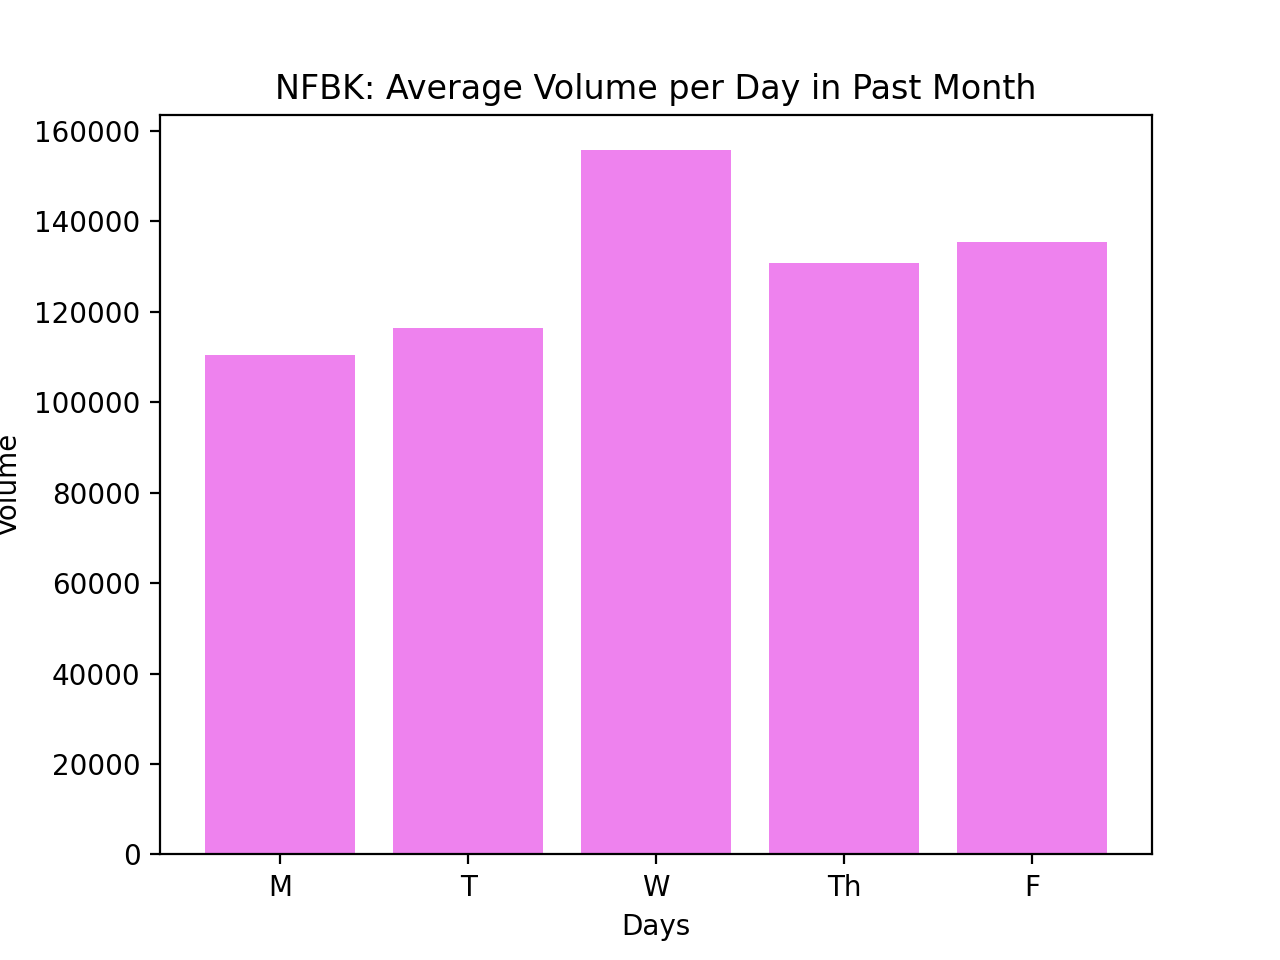 NFBK: Average Volume per Day in Past Month
160000
140000
120000
100000
80000
60000
40000
20000
0
Volume
M T W Th F
Days